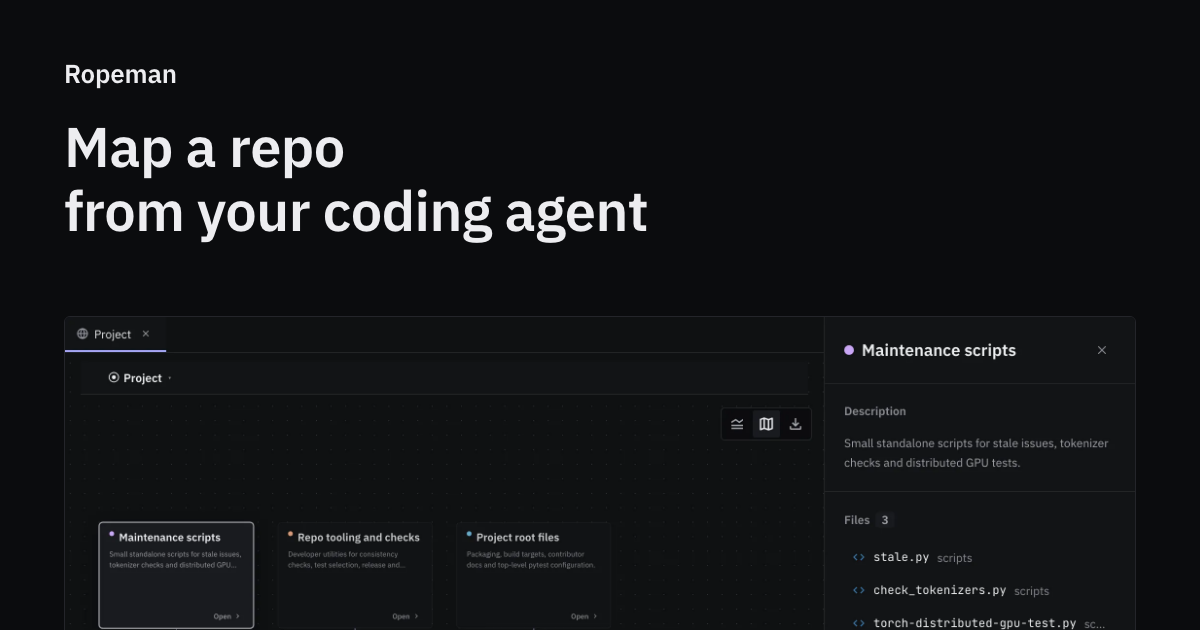 Ropeman
Map a repo
from your coding agent
Project
Project
Maintenance scripts
Description
Small standalone scripts for stale issues, tokenizer
checks and distributed GPU tests.
Files 3
stale.py scripts
check_tokenizers.py scripts
torch-distributed-gpu-test.py sc...
Maintenance scripts
Small standalone scripts for stale issues,
tokenizer checks and distributed GPU...
Open
Repo tooling and checks
Developer utilities for consistency
checks, test selection, release and...
Open
Project root files
Packaging, build targets, contributor
docs and top-level pytest configuration.
Open